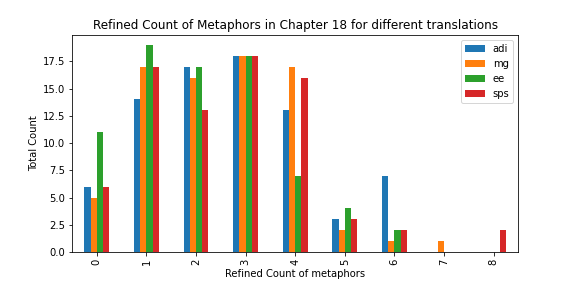 Refined Count of Metaphors in Chapter 18 for different translations
adi
mg
ee
sps
Total Count
17.5
15.0
12.5
10.0
7.5
5.0
2.5
0.0
0 1 2 3 4 5 6 7 8
Refined Count of metaphors